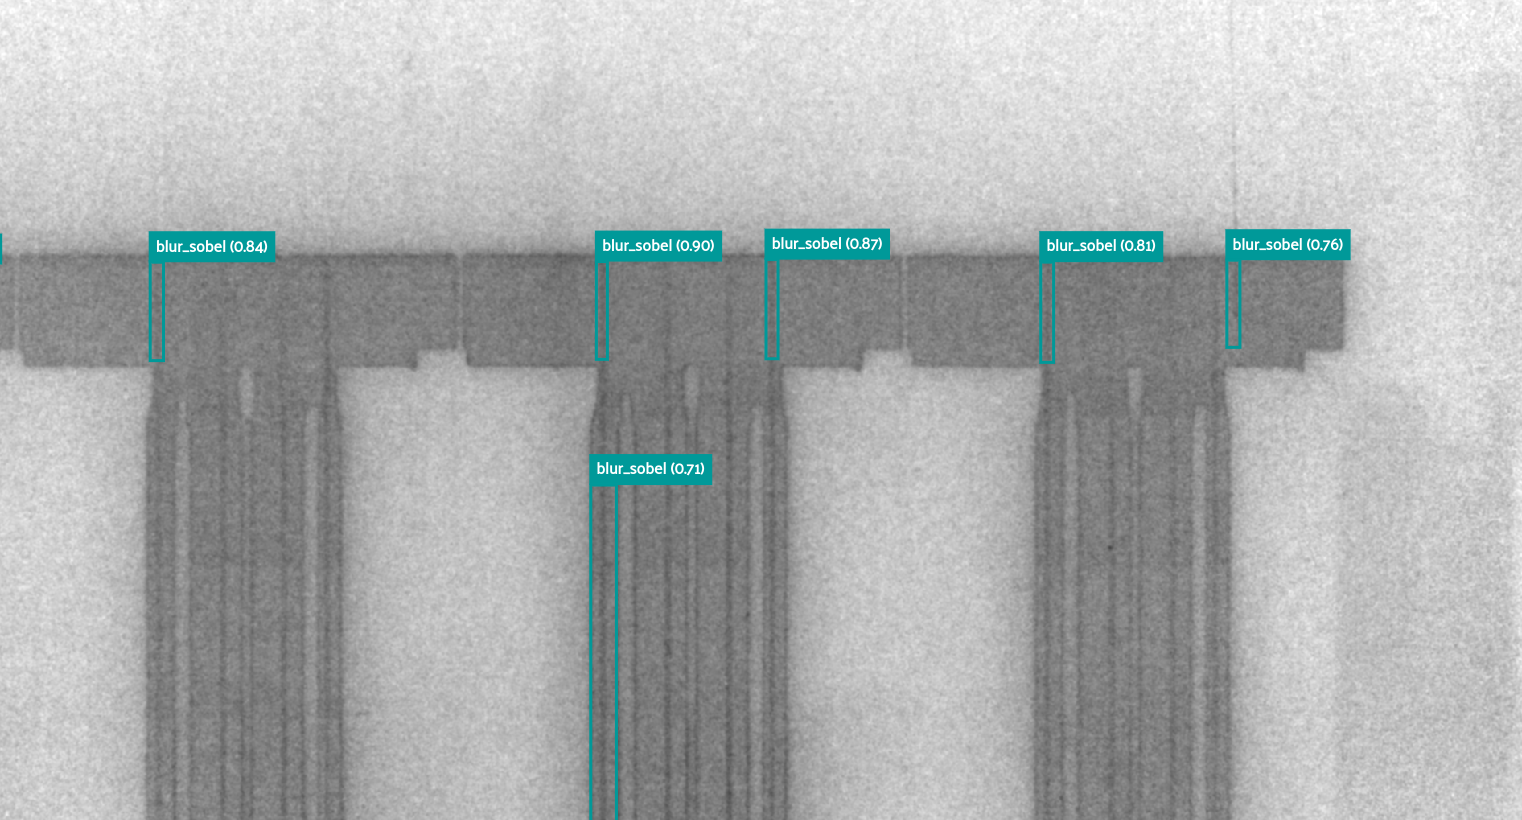 blur_sobel (0.84)
blur_sobel (0.90)
blur_sobel (0.87)
blur_sobel (0.81)
blur_sobel (0.76)
blur_sobel (0.71)